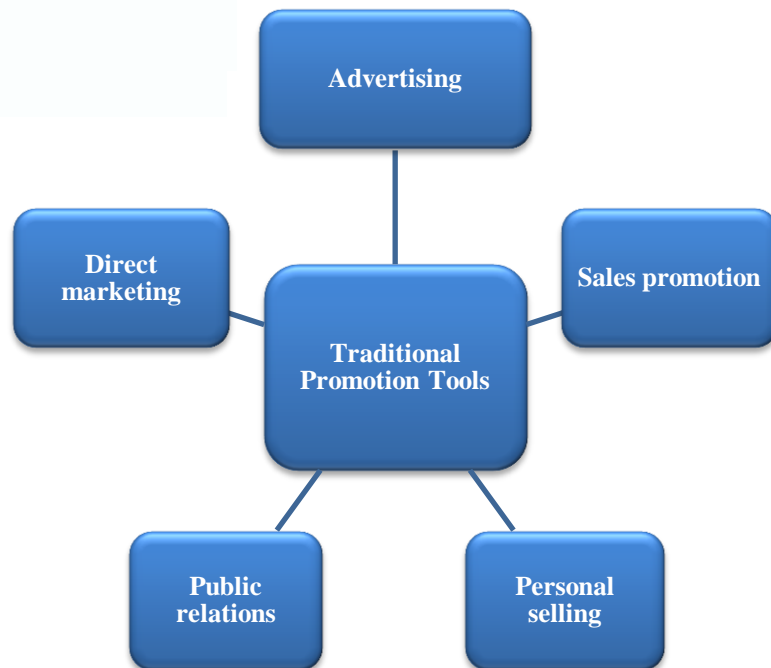 Advertising
Direct
marketing
Sales promotion
Traditional
Promotion Tools
Public
relations
Personal
selling